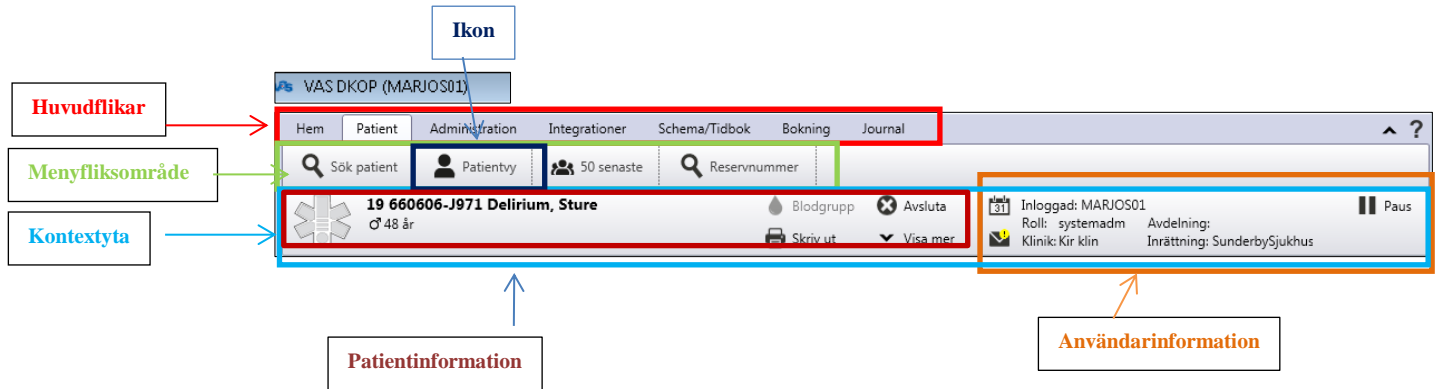 Ikon
VAS DKOP (MARJOS01)
Huvudflikar
Hem Patient Administration Integrationer Schema/Tidbok Bokning Journal ?
Menyfliksområde
Sök patient Patientvy 50 senaste Reservnummer
Kontextyta
19 660606-J971 Delirium, Sture Blodgrupp Avsluta
♂ 48 år Skriv ut Visa mer
31 Inloggad: MARJOS01 Paus
Roll: systemadm Avdelning:
Klinik: Kir klin Inrättning: SunderbySjukhus
Patientinformation
Användarinformation